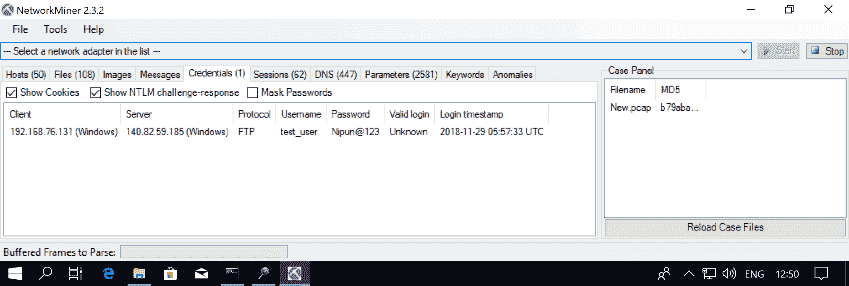 NetworkMiner 2.3.2
File Tools Help
--- Select a network adapter in the list ---
Start
Stop
Hosts (50) Files (108) Images Messages Credentials (1) Sessions (62) DNS (447) Parameters (2581) Keywords Anomalies
Show Cookies Show NTLM challenge-response Mask Passwords
Client Server Protocol Username Password Valid login Login timestamp
192.168.76.131 (Windows) 140.82.59.185 (Windows) FTP test_user Nipun@123 Unknown 2018-11-29 05:57:33 UTC
Case Panel
Filename MD5
New.pcap b79aba...
Reload Case Files
Buffered Frames to Parse:
ENG 12:50